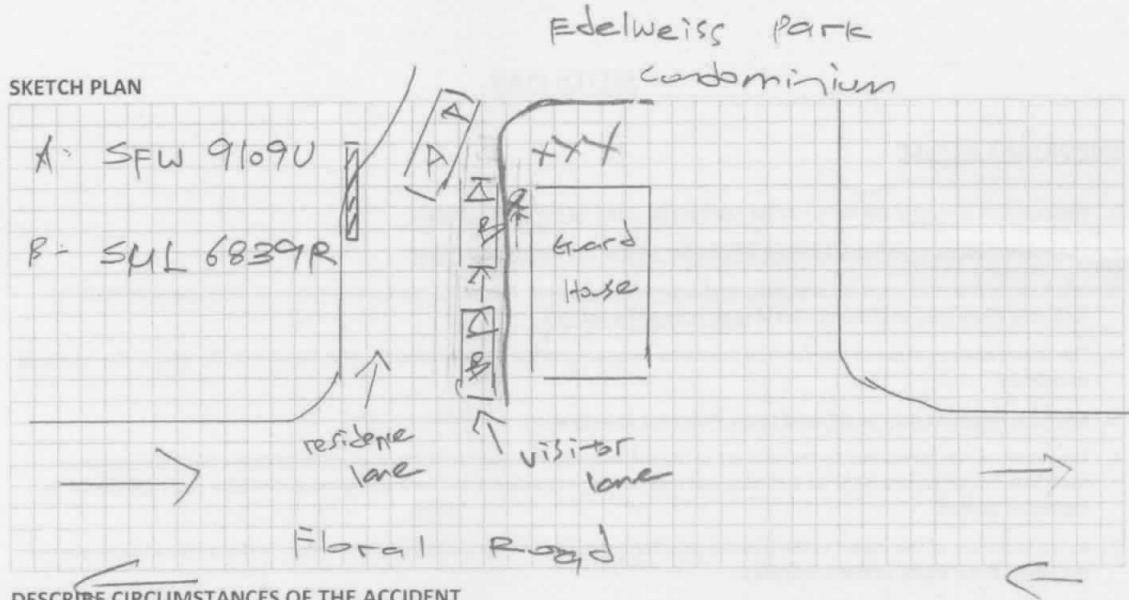 Edelweiss Park
Condominium
SKETCH PLAN
A: SFW 9109U
B- SML 6839R
A
A
B
B
XYY
Guard
House
residence
lane
visitor
lane
Floral Road
DESCRIBE CIRCUMSTANCES OF THE ACCIDENT